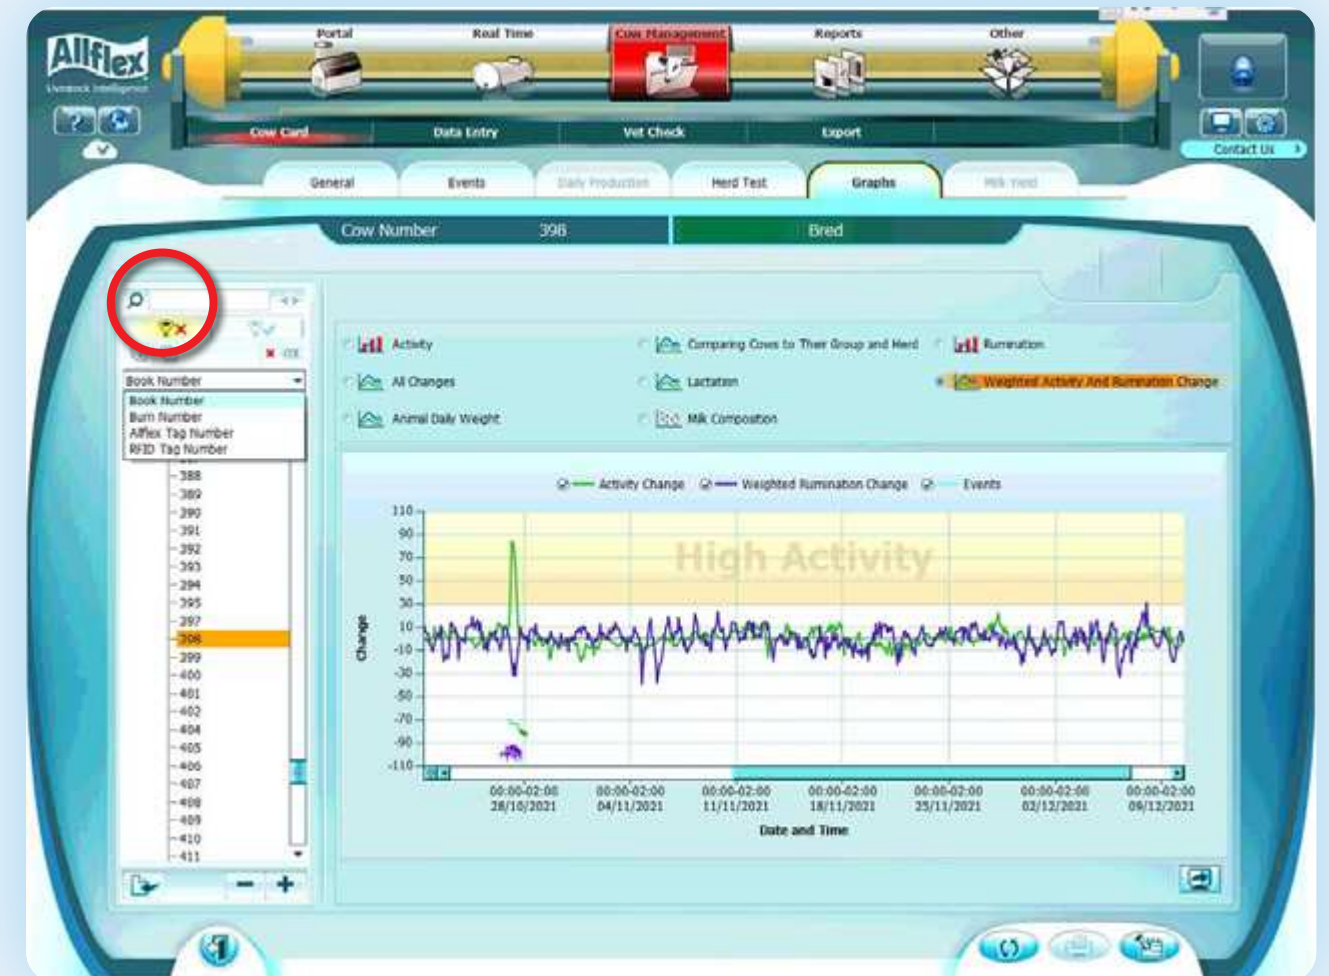 Portal Real Time Cow Management Reports Other
Allflex
Livestock Intelligence
Cow Card Data Entry Vet Check Export
Contact Us
General Events Daily Production Herd Test Graphs Milk Yield
Cow Number 398 Bred
Activity Comparing Cows to Their Group and Herd Rumination
All Changes Lactation Weighted Activity And Rumination Change
Animal Daily Weight Milk Composition
Book Number
Book Number
Burn Number
Allflex Tag Number
RFID Tag Number
388
389
390
391
392
393
394
395
397
398
399
400
401
402
404
405
406
407
408
409
410
411
Activity Change Weighted Rumination Change Events
High Activity
110
90
70
50
30
10
-10
-30
-50
-70
-90
-110
Change
00:00-02:00 00:00-02:00 00:00-02:00 00:00-02:00 00:00-02:00 00:00-02:00 00:00-02:00
28/10/2021 04/11/2021 11/11/2021 18/11/2021 25/11/2021 02/12/2021 09/12/2021
Date and Time